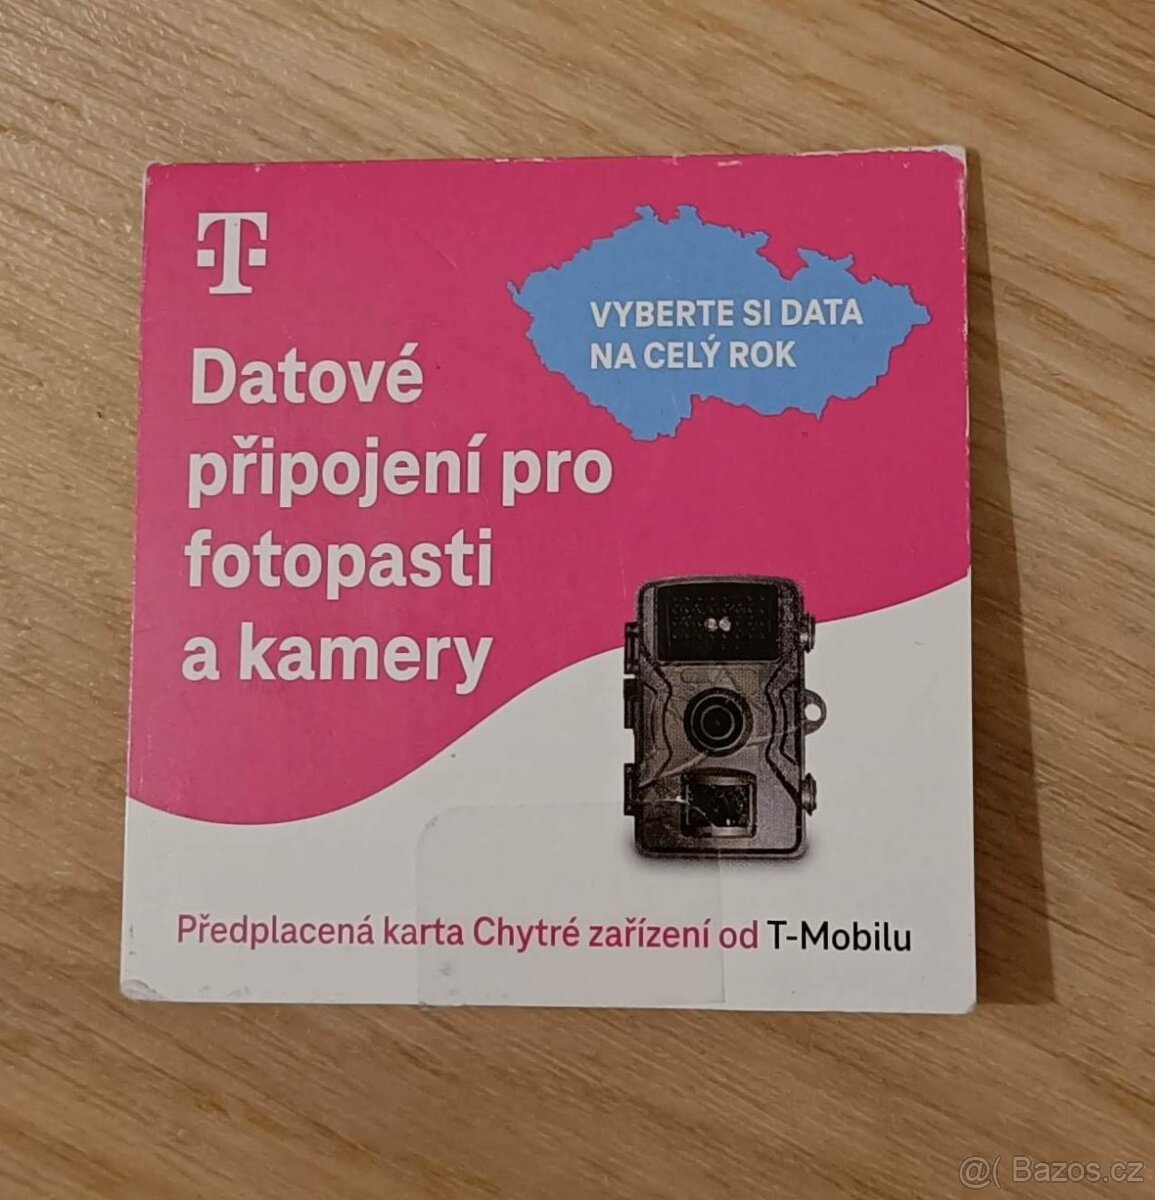 T
VYBERTE SI DATA
NA CELÝ ROK
Datové
připojení pro
fotopasti
a kamery
Předplacená karta Chytré zařízení od T-Mobilu
@( Bazos.cz